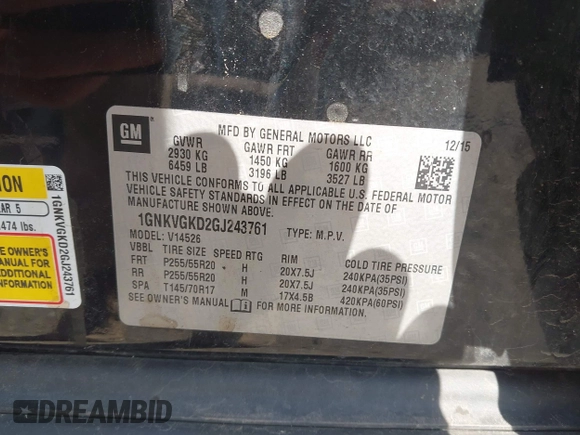 GM
MFD BY GENERAL MOTORS LLC
12/15
GVWR GAWR FRT GAWR RR
2930 KG 1450 KG 1600 KG
6459 LB 3196 LB 3527 LB
THIS VEHICLE CONFORMS TO ALL APPLICABLE U.S. FEDERAL MOTOR
VEHICLE SAFETY STANDARDS IN EFFECT ON THE DATE OF
MANUFACTURE SHOWN ABOVE.
1GNKVGKD2GJ243761 TYPE: M.P.V.
MODEL: V14526
VBBL TIRE SIZE SPEED RTG RIM COLD TIRE PRESSURE
FRT P255/55R20 H 20X7.5J 240KPA(35PSI)
RR P255/55R20 H 20X7.5J 240KPA(35PSI)
SPA T145/70R17 M 17X4.5B 420KPA(60PSI)
SEE OWNER'S MANUAL FOR MORE INFORMATION.
ION
AR 5
474 lbs.
E OWNER'S
MANUAL FOR
ADDITIONAL
FORMATION
1GNKVGKD2GJ243761
DREAMBID